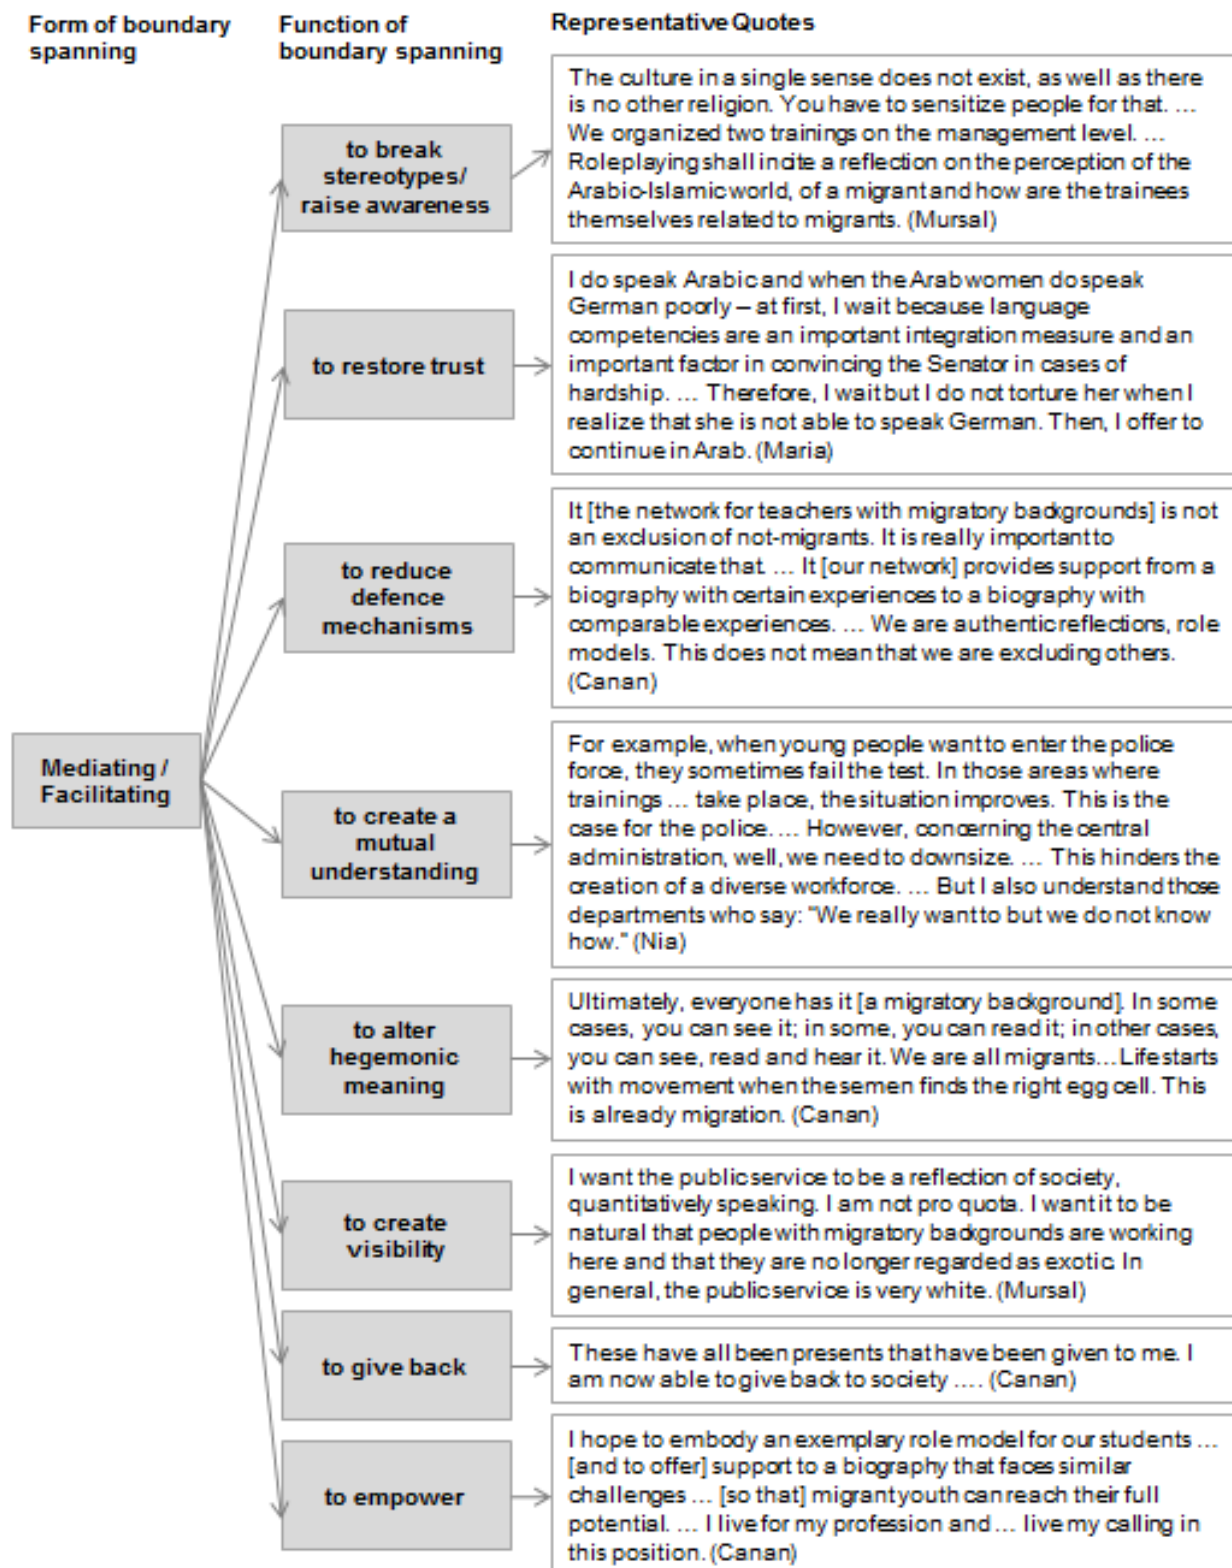 Form of boundary
spanning
Function of
boundary spanning
Representative Quotes
Mediating /
Facilitating
to break
stereotypes/
raise awareness
The culture in a single sense does not exist, as well as there
is no other religion. You have to sensitize people for that. …
We organized two trainings on the management level. …
Roleplaying shall incite a reflection on the perception of the
Arabic-Islamic world, of a migrant and how are the trainees
themselves related to migrants. (Mursal)
to restore trust
I do speak Arabic and when the Arab women do speak
German poorly – at first, I wait because language
competencies are an important integration measure and an
important factor in convincing the Senator in cases of
hardship. … Therefore, I wait but I do not torture her when I
realize that she is not able to speak German. Then, I offer to
continue in Arab. (Maria)
to reduce
defence
mechanisms
It [the network for teachers with migratory backgrounds] is not
an exclusion of not-migrants. It is really important to
communicate that. … It [our network] provides support from a
biography with certain experiences to a biography with
comparable experiences. … We are authentic reflections, role
models. This does not mean that we are excluding others.
(Canan)
to create a
mutual
understanding
For example, when young people want to enter the police
force, they sometimes fail the test. In those areas where
trainings … take place, the situation improves. This is the
case for the police. … However, concerning the central
administration, well, we need to downsize. … This hinders the
creation of a diverse workforce. … But I also understand those
departments who say: "We really want to but we do not know
how." (Nia)
to alter
hegemonic
meaning
Ultimately, everyone has it [a migratory background]. In some
cases, you can see it; in some, you can read it; in other cases,
you can see, read and hear it. We are all migrants…Life starts
with movement when the semen finds the right egg cell. This
is already migration. (Canan)
to create
visibility
I want the public service to be a reflection of society,
quantitatively speaking. I am not pro quota. I want it to be
natural that people with migratory backgrounds are working
here and that they are no longer regarded as exotic. In
general, the public service is very white. (Mursal)
to give back
These have all been presents that have been given to me. I
am now able to give back to society …. (Canan)
to empower
I hope to embody an exemplary role model for our students …
[and to offer] support to a biography that faces similar
challenges … [so that] migrant youth can reach their full
potential. … I live for my profession and … live my calling in
this position. (Canan)